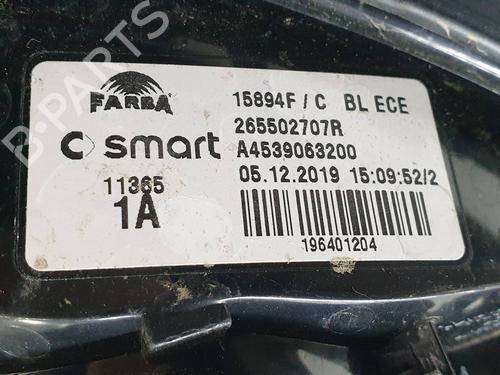 FARBA
15894F / C BL ECE
265502707R
smart
A4539063200
11365
05.12.2019 15:09:52/2
1A
196401204
B-PARTS